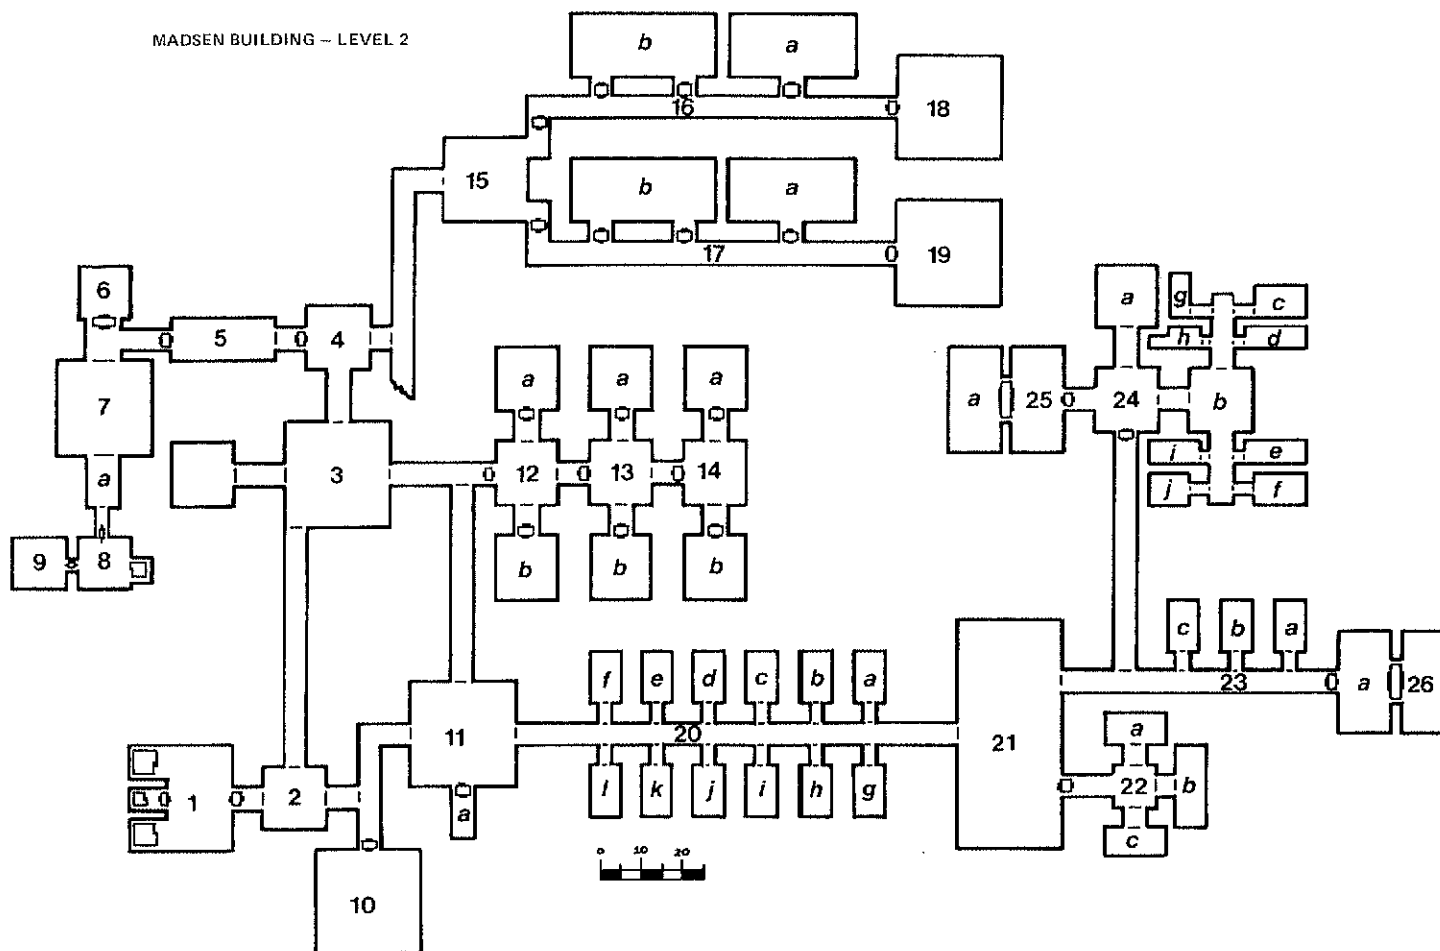 MADSEN BUILDING – LEVEL 2
b a
16 18
15
b a
17 19
6
5 4
a g c
h d
7
a a a
a 25 24 b
3 12 13 14
i e
a
j f
9 8
b b b
c b a
f e d c b a
23 a 26
11 20 21
a
1 2
l k j i h g
22 b
a
c
0 10 20
10